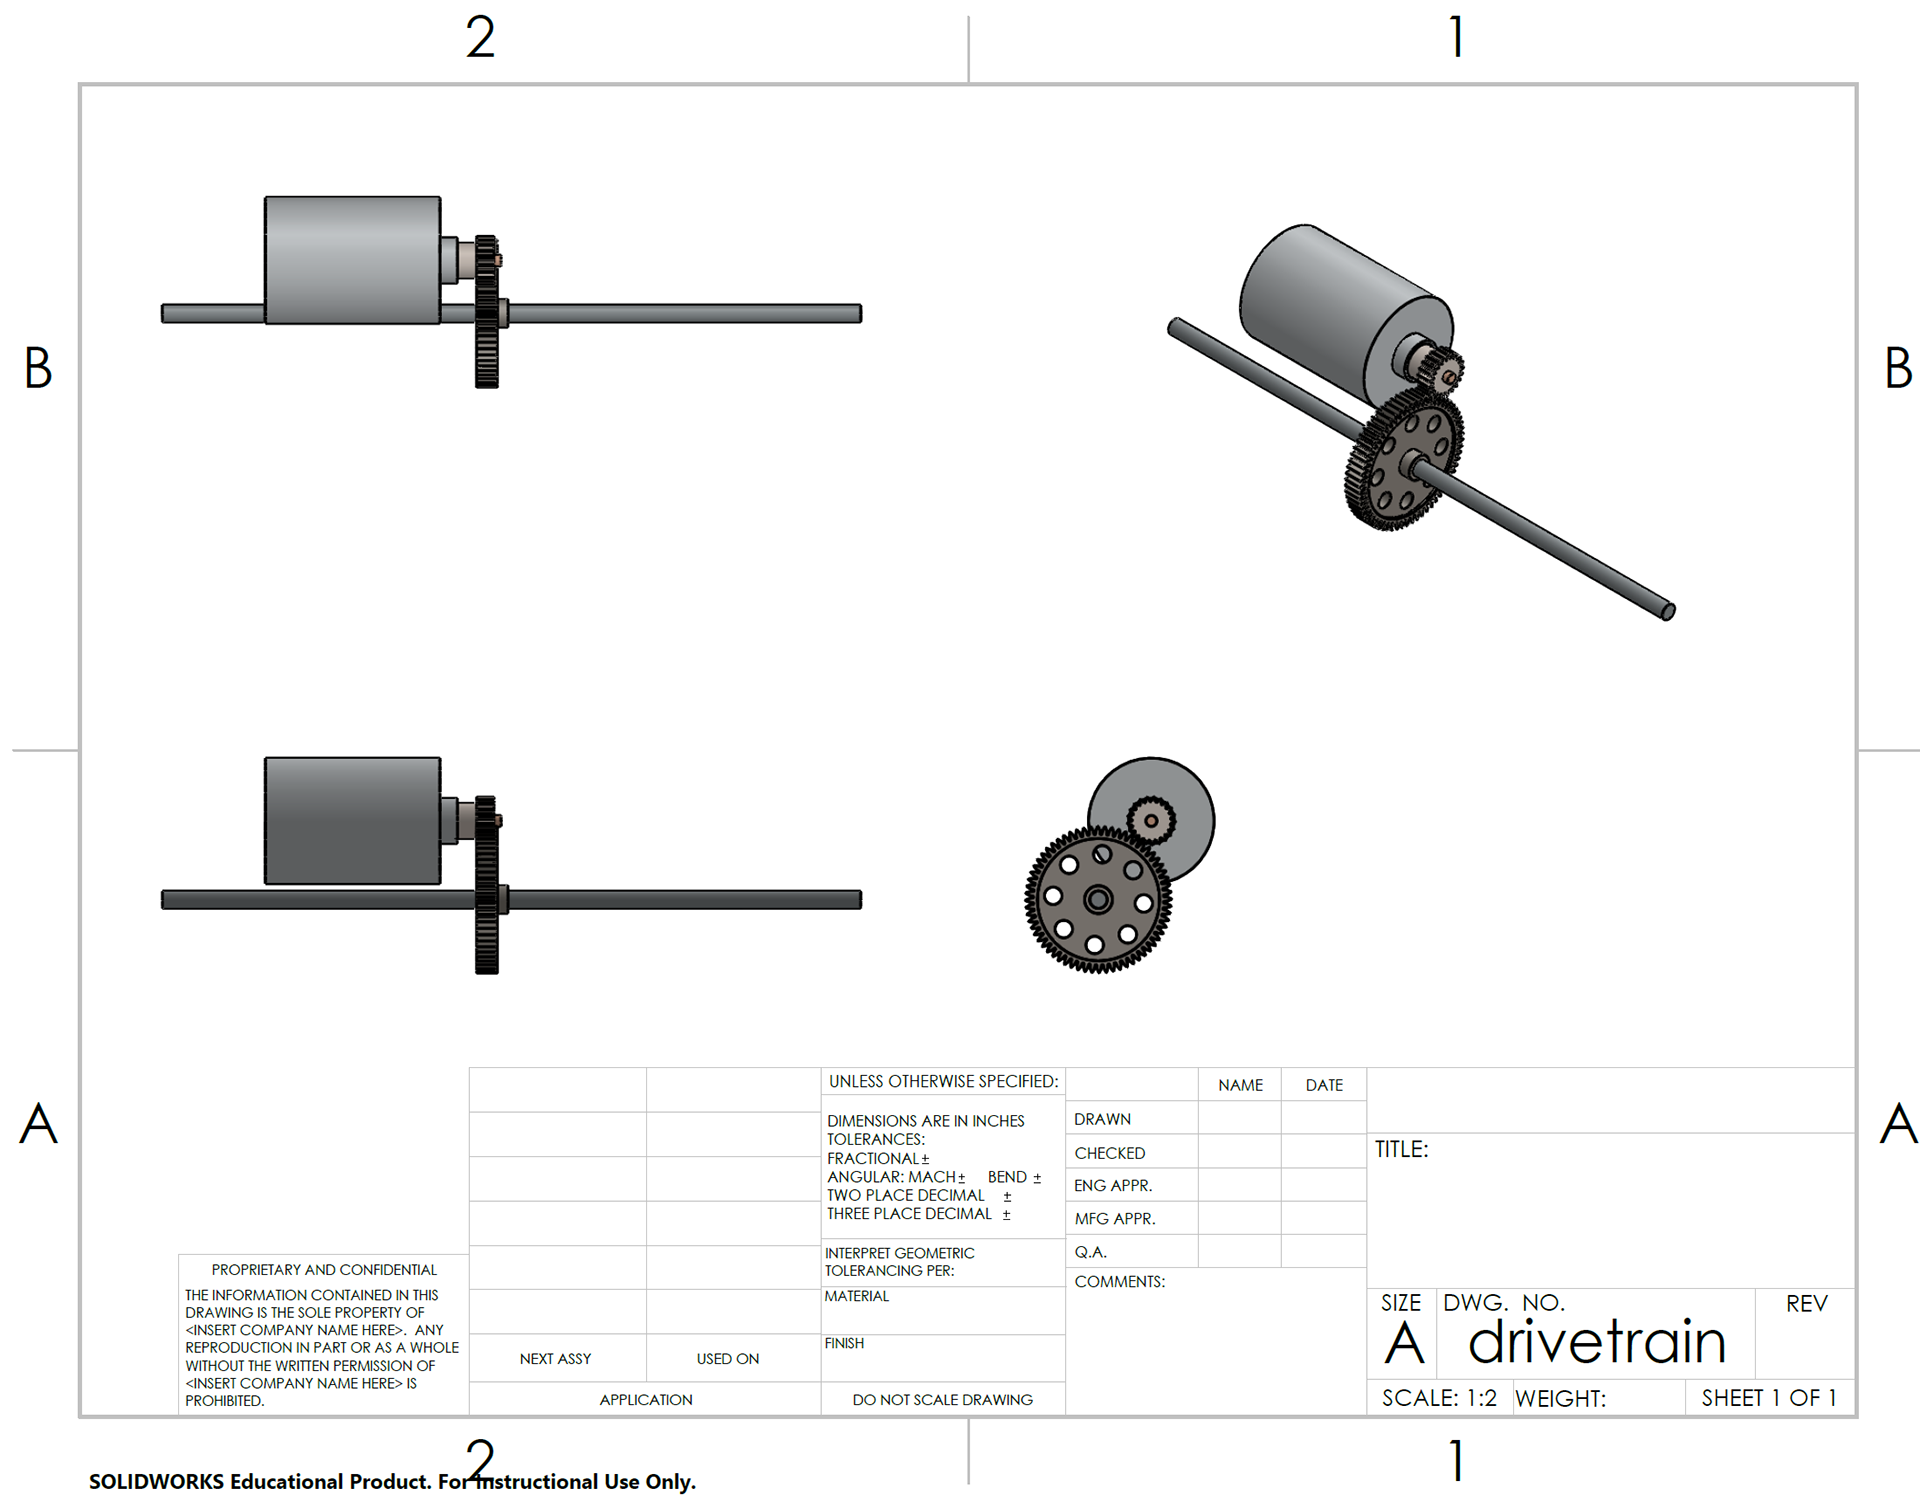 2 1
B B
A A
UNLESS OTHERWISE SPECIFIED:
DIMENSIONS ARE IN INCHES
TOLERANCES:
FRACTIONAL ±
ANGULAR: MACH ± BEND ±
TWO PLACE DECIMAL ±
THREE PLACE DECIMAL ±
INTERPRET GEOMETRIC
TOLERANCING PER:
MATERIAL
FINISH
DO NOT SCALE DRAWING
NAME DATE
DRAWN
CHECKED
ENG APPR.
MFG APPR.
Q.A.
COMMENTS:
TITLE:
SIZE DWG. NO. REV
A drivetrain
SCALE: 1:2 WEIGHT: SHEET 1 OF 1
PROPRIETARY AND CONFIDENTIAL
THE INFORMATION CONTAINED IN THIS
DRAWING IS THE SOLE PROPERTY OF
<INSERT COMPANY NAME HERE>. ANY
REPRODUCTION IN PART OR AS A WHOLE
WITHOUT THE WRITTEN PERMISSION OF
<INSERT COMPANY NAME HERE> IS
PROHIBITED.
NEXT ASSY USED ON
APPLICATION
2 1
SOLIDWORKS Educational Product. For Instructional Use Only.